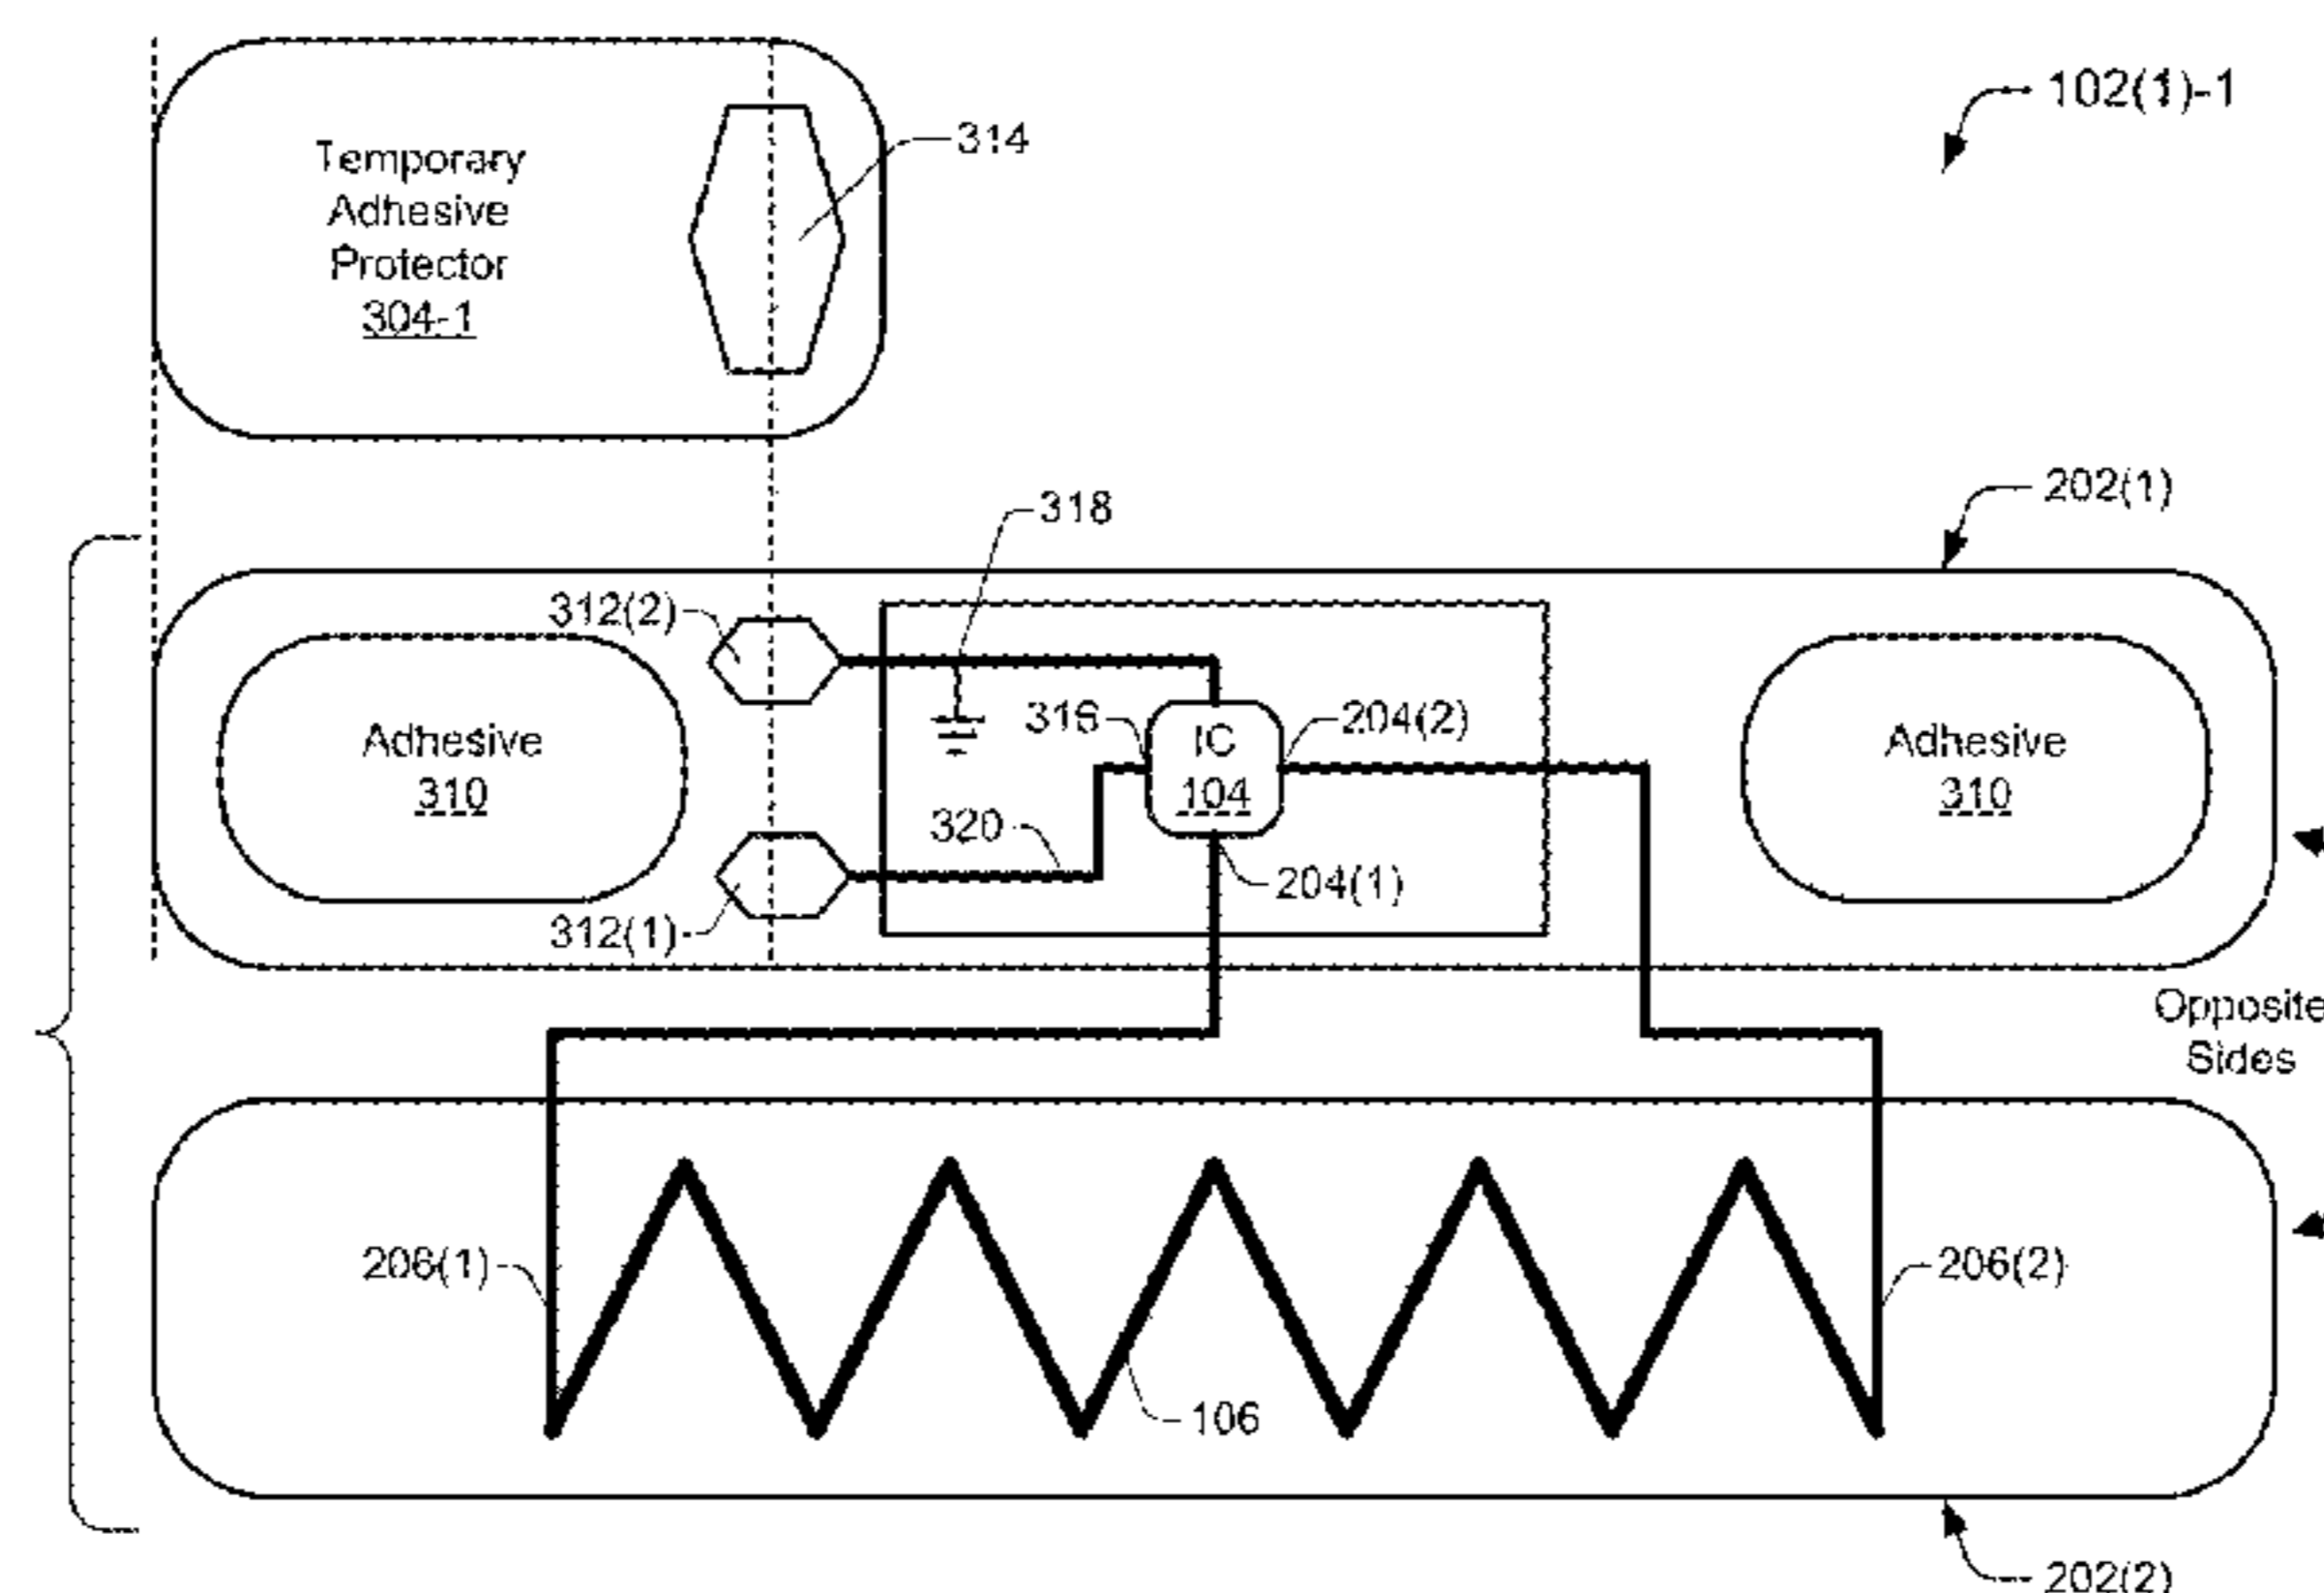 102(1)-1
314
Temporary
Adhesive
Protector
304-1
202(1)
318
312(2)
316
IC
104
204(2)
Adhesive
310
Adhesive
310
320
204(1)
312(1)
Opposite
Sides
206(1)
206(2)
106
202(2)